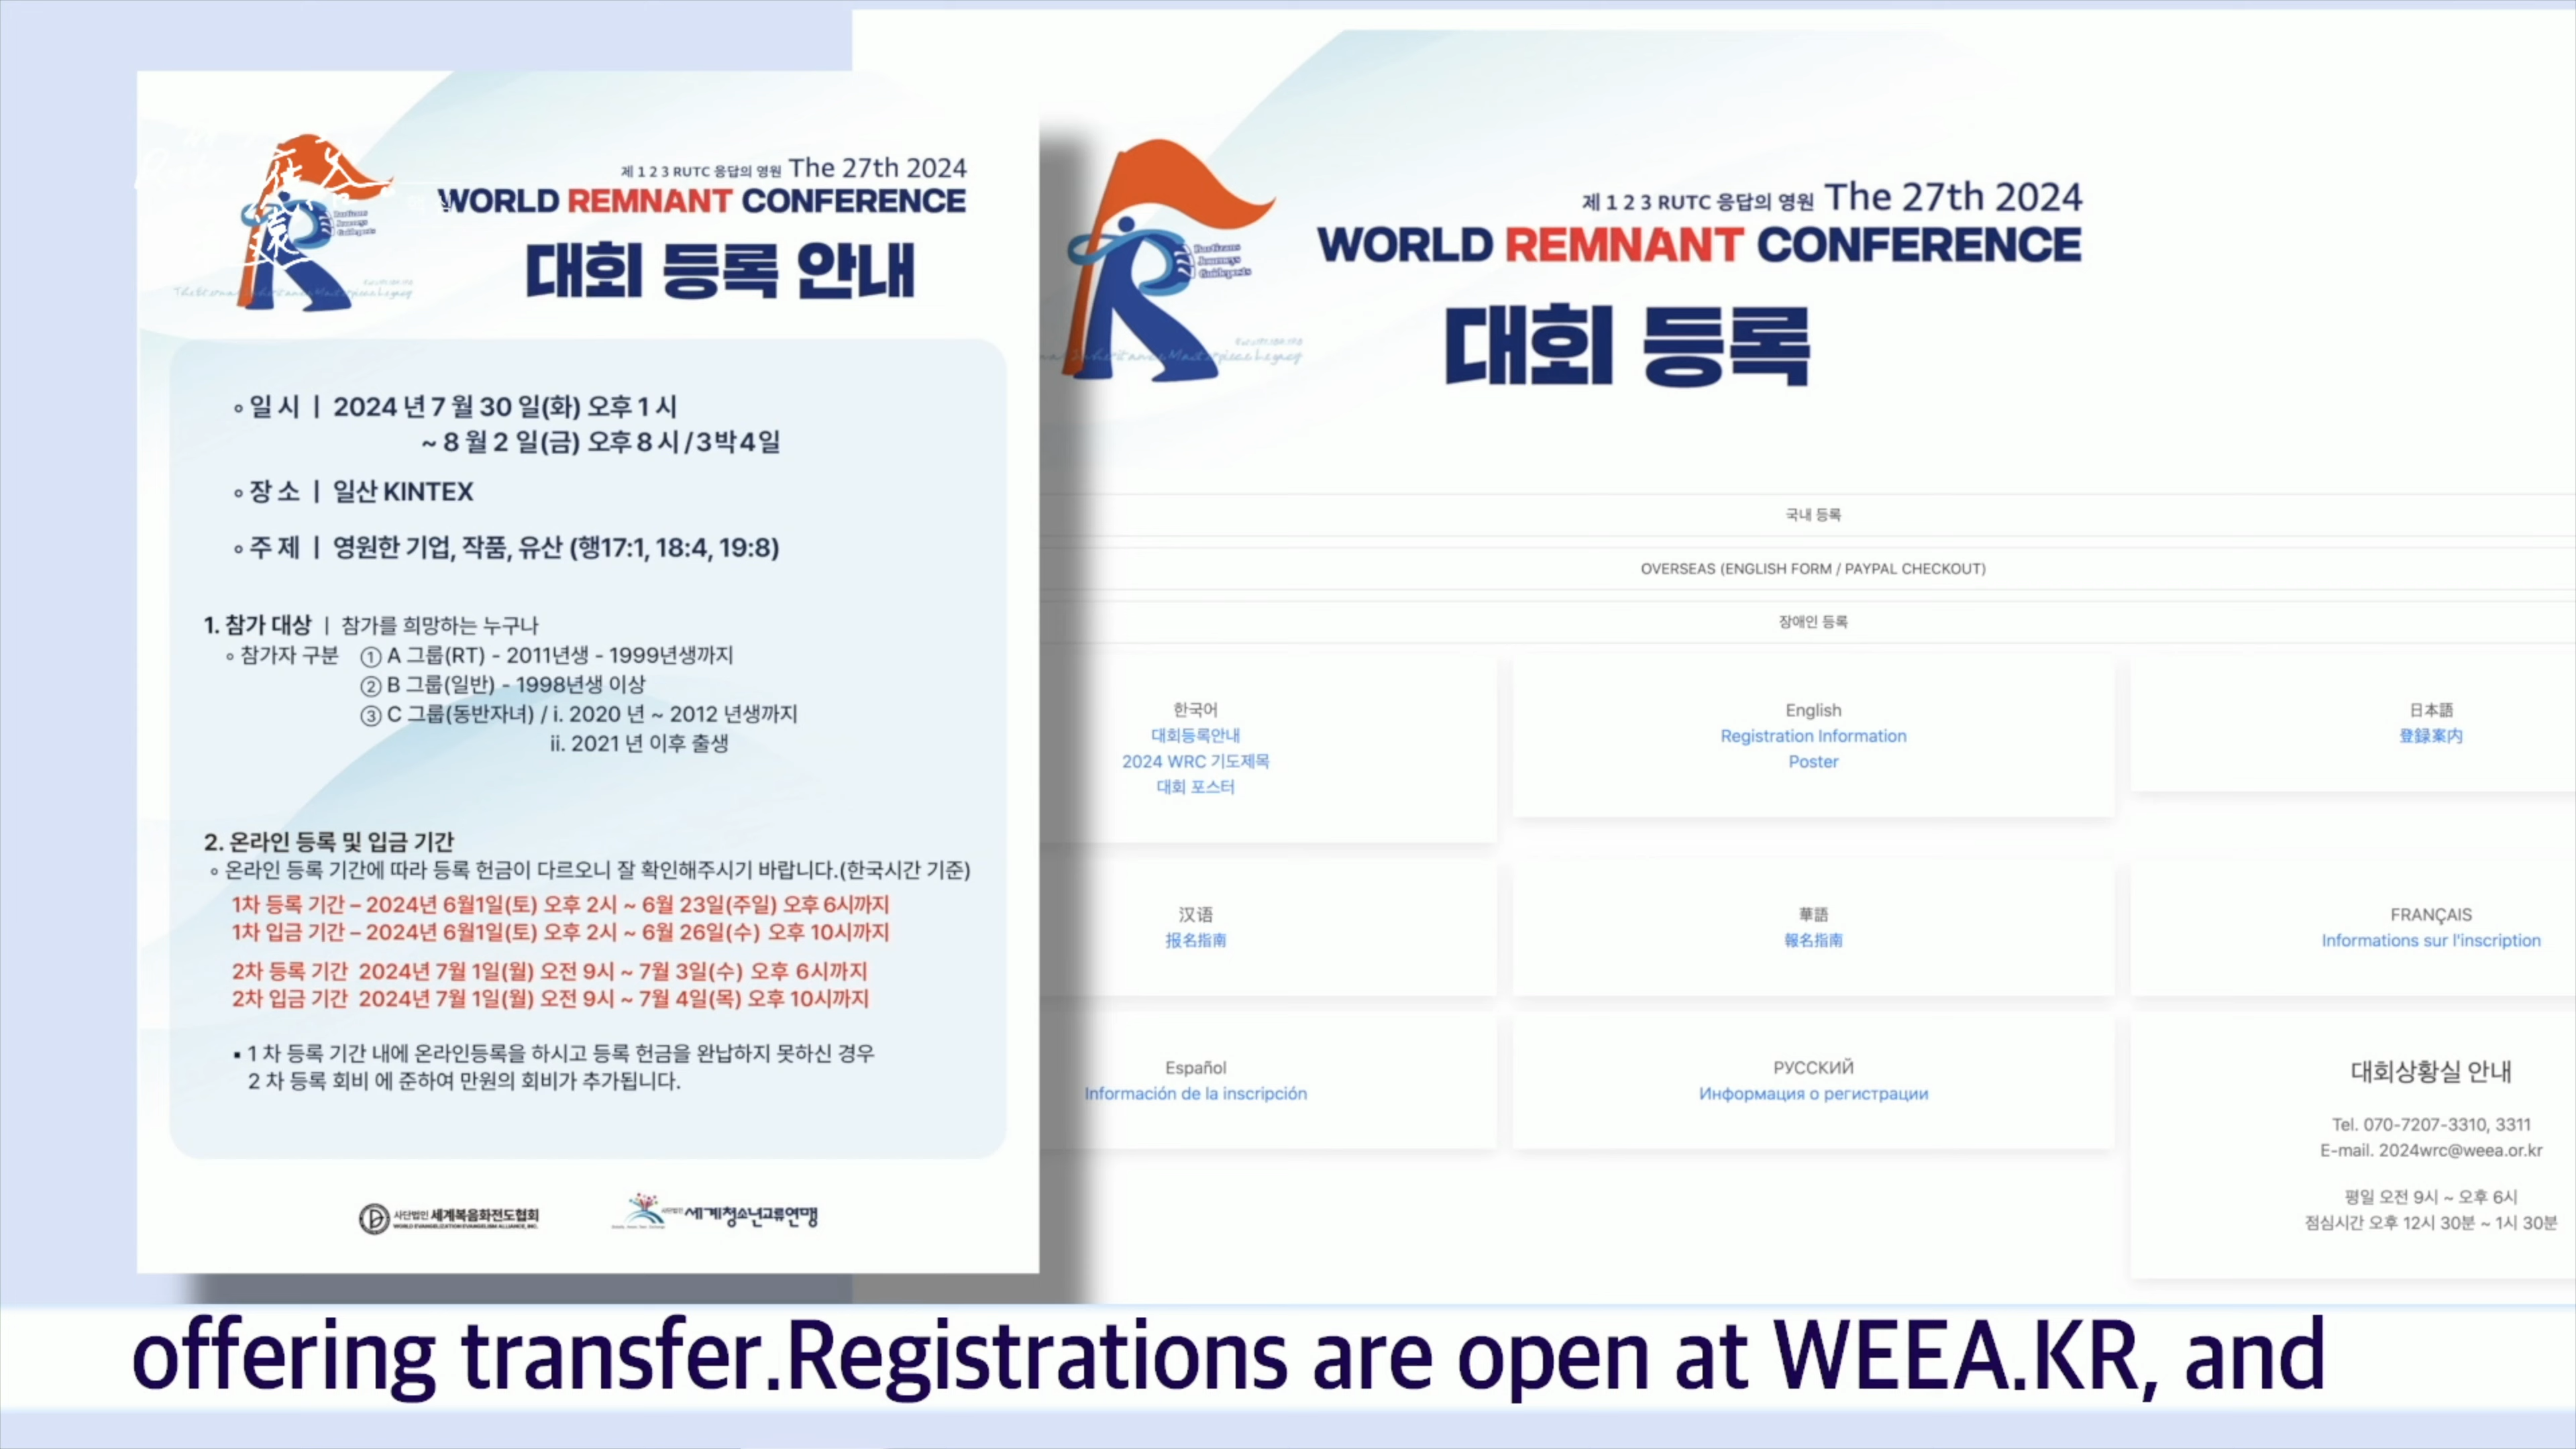 제 1 2 3 RUTC 응답의 영원 The 27th 2024
WORLD REMNANT CONFERENCE
대회 등록 안내
Partizans
Journeys
Guideposts
∘ 일 시 | 2024 년 7 월 30 일(화) 오후 1 시
~ 8 월 2 일(금) 오후 8 시 / 3박 4일
∘ 장 소 | 일산 KINTEX
∘ 주 제 | 영원한 기업, 작품, 유산 (행17:1, 18:4, 19:8)
1. 참가 대상 | 참가를 희망하는 누구나
∘ 참가자 구분 ① A 그룹(RT) - 2011년생 - 1999년생까지
② B 그룹(일반) - 1998년생 이상
③ C 그룹(동반자녀) / i. 2020 년 ~ 2012 년생까지
ii. 2021 년 이후 출생
2. 온라인 등록 및 입금 기간
∘ 온라인 등록 기간에 따라 등록 헌금이 다르오니 잘 확인해주시기 바랍니다.(한국시간 기준)
1차 등록 기간 – 2024년 6월1일(토) 오후 2시 ~ 6월 23일(주일) 오후 6시까지
1차 입금 기간 – 2024년 6월1일(토) 오후 2시 ~ 6월 26일(수) 오후 10시까지
2차 등록 기간 2024년 7월 1일(월) 오전 9시 ~ 7월 3일(수) 오후 6시까지
2차 입금 기간 2024년 7월 1일(월) 오전 9시 ~ 7월 4일(목) 오후 10시까지
▪ 1 차 등록 기간 내에 온라인등록을 하시고 등록 헌금을 완납하지 못하신 경우
2 차 등록 회비 에 준하여 만원의 회비가 추가됩니다.
사단법인 세계복음화전도협회
WORLD EVANGELIZATION EVANGELISM ALLIANCE, INC.
사단법인 세계청소년교류연맹
제 1 2 3 RUTC 응답의 영원 The 27th 2024
WORLD REMNANT CONFERENCE
대회 등록
Partizans
Journeys
Guideposts
Inheritance Masterpiece Legacy
국내 등록
OVERSEAS (ENGLISH FORM / PAYPAL CHECKOUT)
장애인 등록
한국어
대회등록안내
2024 WRC 기도제목
대회 포스터
English
Registration Information
Poster
日本語
登録案内
汉语
报名指南
華語
報名指南
FRANÇAIS
Informations sur l'inscription
Español
Información de la inscripción
РУССКИЙ
Информация о регистрации
대회상황실 안내
Tel. 070-7207-3310, 3311
E-mail. 2024wrc@weea.or.kr
평일 오전 9시 ~ 오후 6시
점심시간 오후 12시 30분 ~ 1시 30분
offering transfer.Registrations are open at WEEA.KR, and